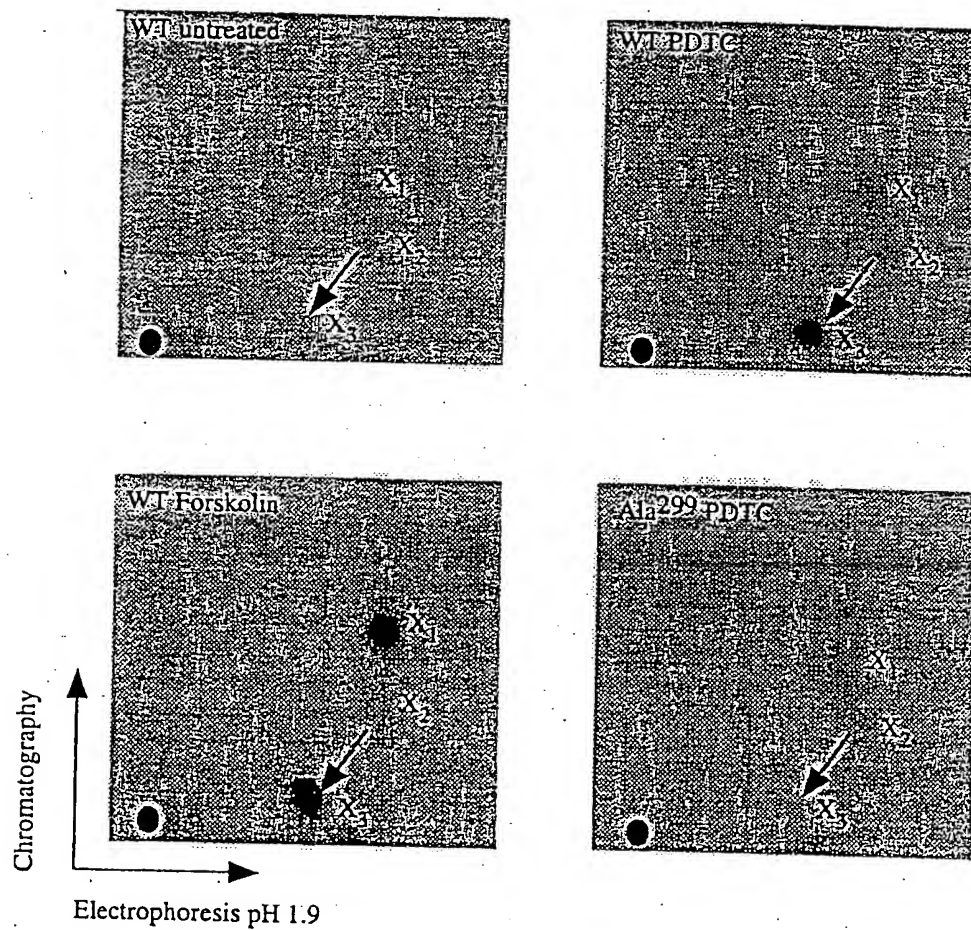 WT untreated
X1
X2
X3
WT PDTC
X1
X2
X3
WT Forskolin
X1
X2
X3
Ala299 PDTC
X
X2
X3
Chromatography
Electrophoresis pH 1.9